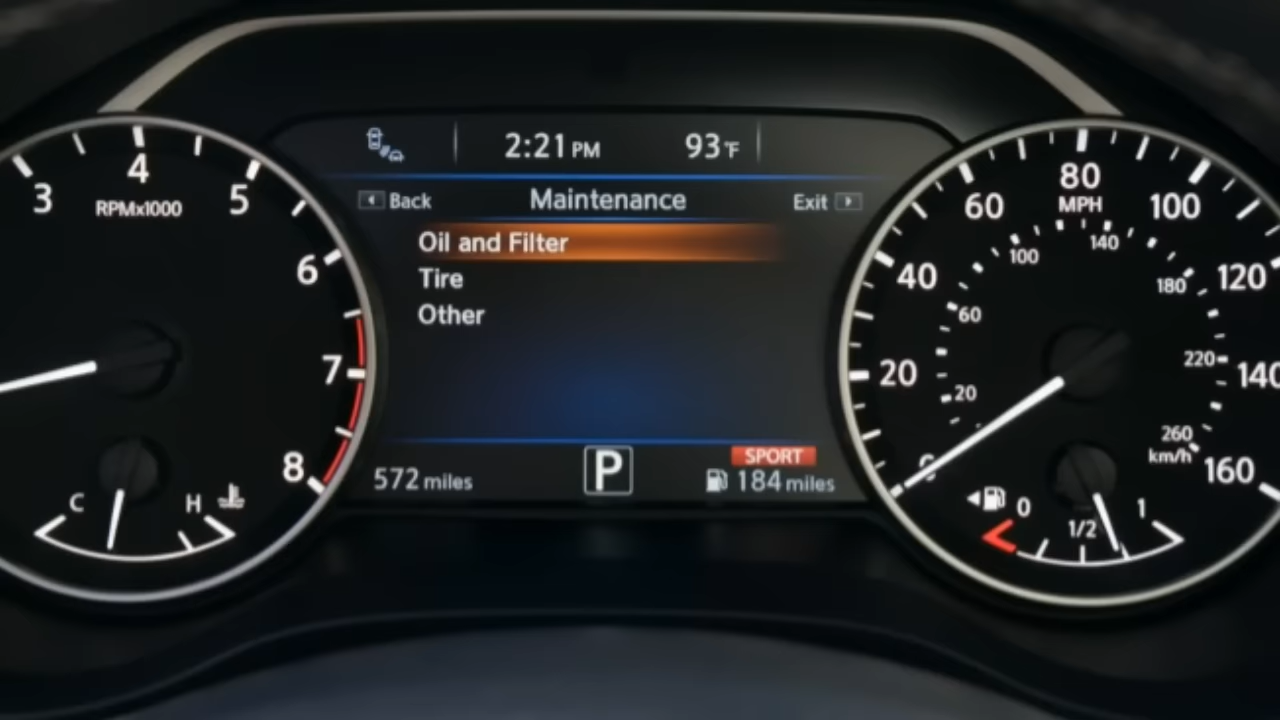 2:21 PM 93°F
Back Maintenance Exit
Oil and Filter
Tire
Other
572 miles P SPORT
184 miles
3 4 5 6 7 8
RPMx1000
C H
20 40 60 80 100 120 140 160
MPH
20 60 100 140 180 220 260
km/h
0 1/2 1